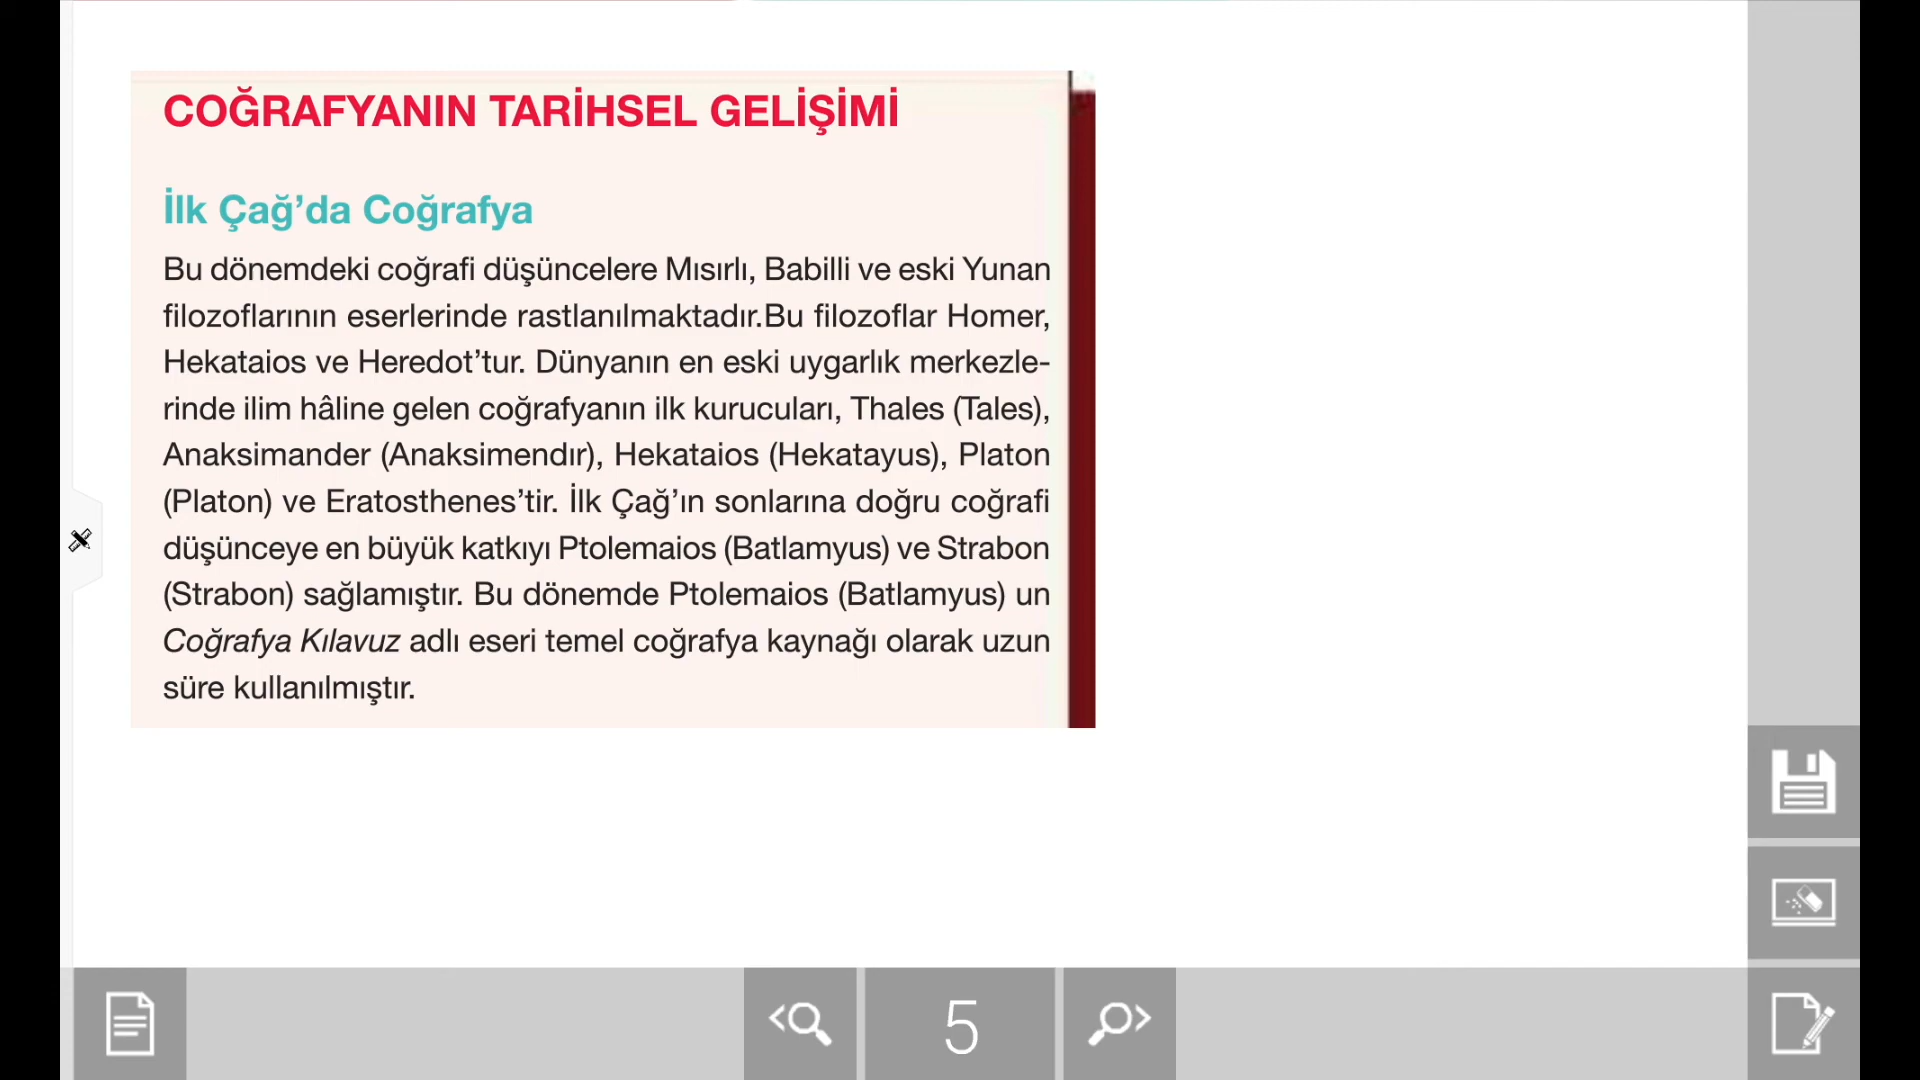 COĞRAFYANIN TARİHSEL GELİŞİMİ
İlk Çağ’da Coğrafya
Bu dönemdeki coğrafi düşüncelere Mısırlı, Babilli ve eski Yunan
filozoflarının eserlerinde rastlanılmaktadır.Bu filozoflar Homer,
Hekataios ve Heredot’tur. Dünyanın en eski uygarlık merkezle-
rinde ilim hâline gelen coğrafyanın ilk kurucuları, Thales (Tales),
Anaksimander (Anaksimendır), Hekataios (Hekatayus), Platon
(Platon) ve Eratosthenes’tir. İlk Çağ’ın sonlarına doğru coğrafi
düşünceye en büyük katkıyı Ptolemaios (Batlamyus) ve Strabon
(Strabon) sağlamıştır. Bu dönemde Ptolemaios (Batlamyus) un
Coğrafya Kılavuz adlı eseri temel coğrafya kaynağı olarak uzun
süre kullanılmıştır.
5